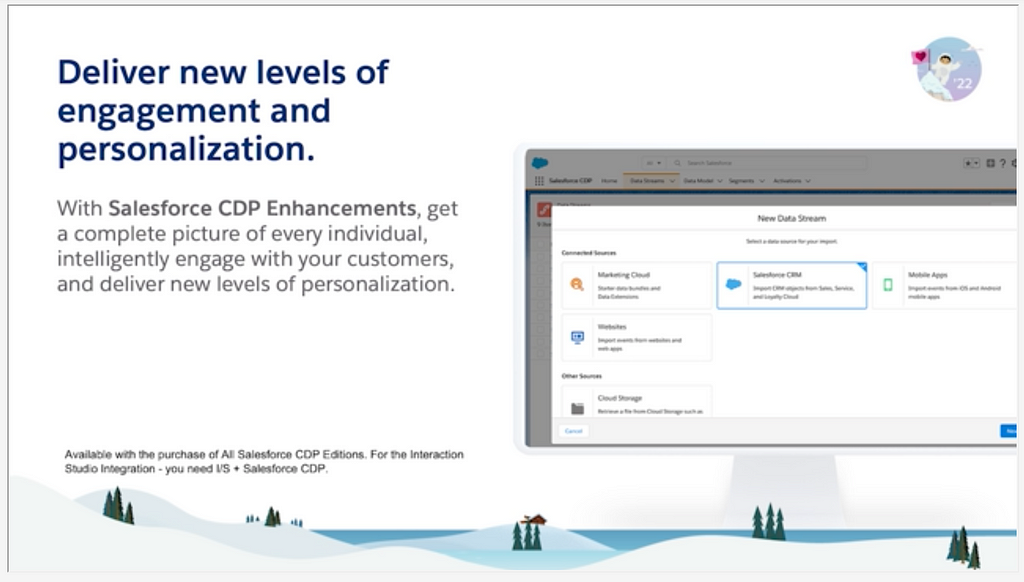 Deliver new levels of
engagement and
personalization.
With Salesforce CDP Enhancements, get
a complete picture of every individual,
intelligently engage with your customers,
and deliver new levels of personalization.
Available with the purchase of All Salesforce CDP Editions. For the Interaction
Studio Integration - you need I/S + Salesforce CDP.
'22
All Search Salesforce
Salesforce CDP Home Data Streams Data Model Segments Activations
Data Streams
New Data Stream
Select a data source for your import.
Connected Sources
Marketing Cloud
Starter data bundles and
Data Extensions
Salesforce CRM
Import CRM objects from Sales, Service,
and Loyalty Cloud
Mobile Apps
Import events from iOS and Android
mobile apps
Websites
Import events from websites and
web apps
Other Sources
Cloud Storage
Retrieve a file from Cloud Storage such as
Cancel